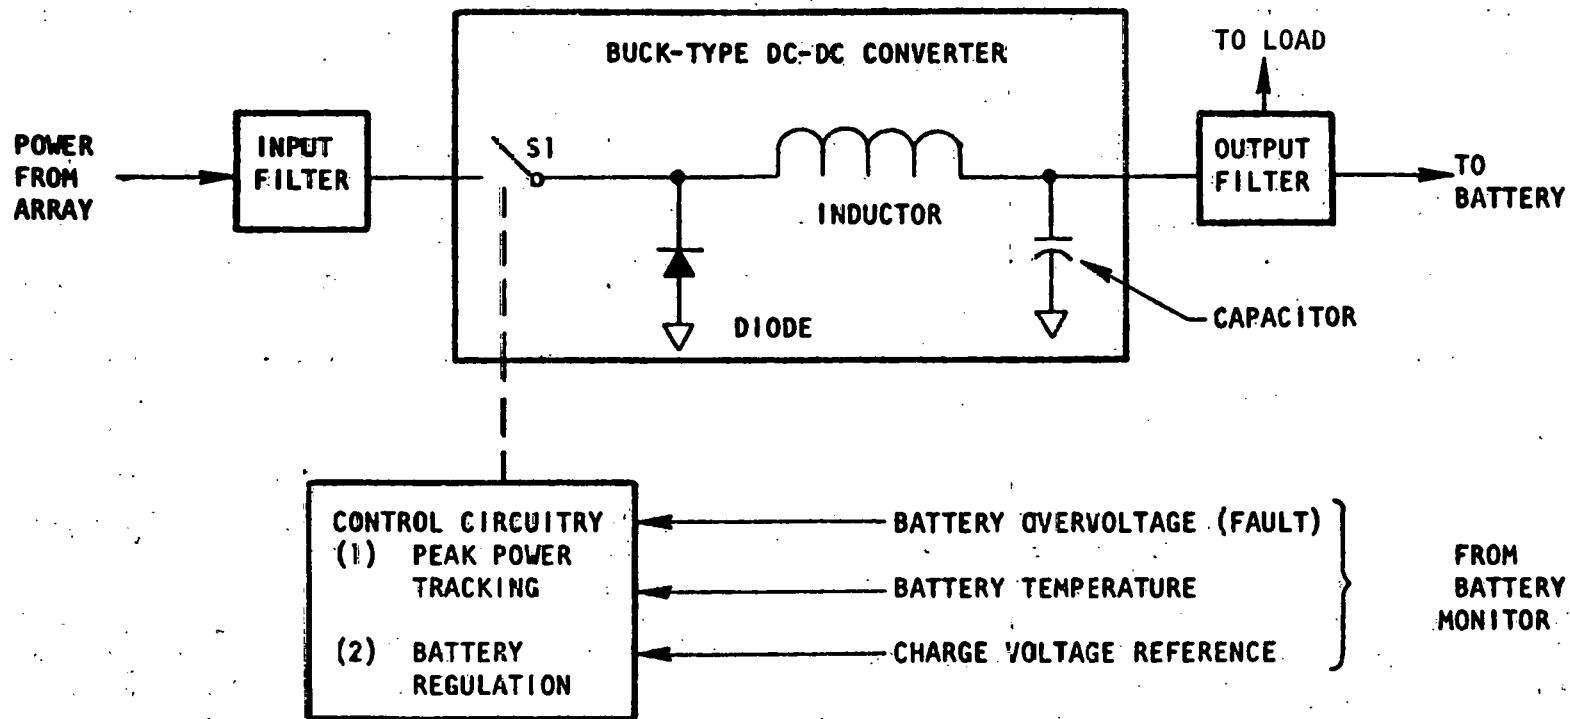 BUCK-TYPE DC-DC CONVERTER
TO LOAD
POWER
FROM
ARRAY
INPUT
FILTER
S1
INDUCTOR
DIODE
OUTPUT
FILTER
TO
BATTERY
CAPACITOR
CONTROL CIRCUITRY
(1) PEAK POWER
TRACKING
(2) BATTERY
REGULATION
BATTERY OVERVOLTAGE (FAULT)
BATTERY TEMPERATURE
CHARGE VOLTAGE REFERENCE
FROM
BATTERY
MONITOR